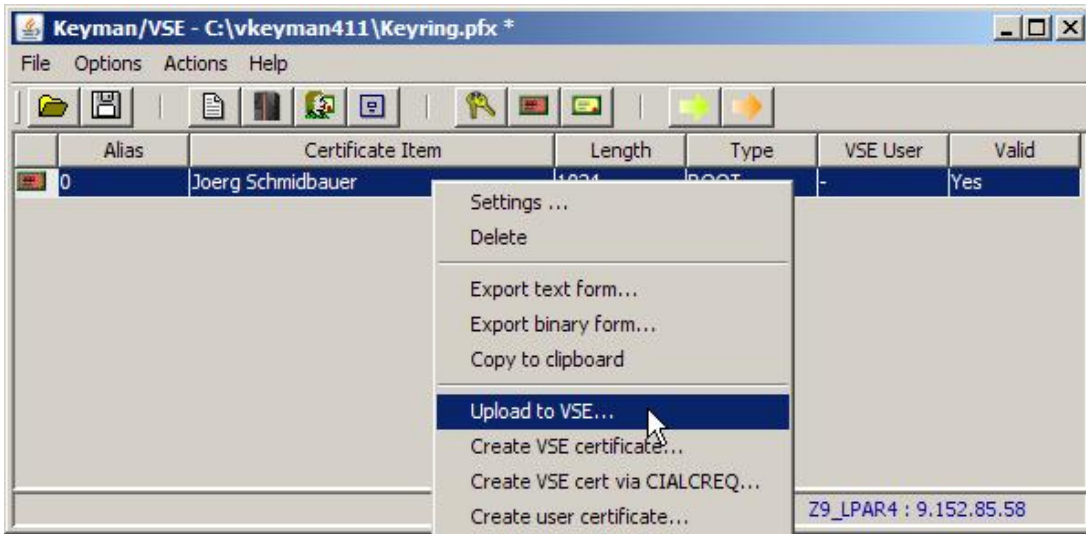 Keyman/VSE - C:\vkeyman411\Keyring.pfx *
File Options Actions Help
Alias Certificate Item Length Type VSE User Valid
0 Joerg Schmidbauer 1024 ROOT - Yes
Settings ...
Delete
Export text form...
Export binary form...
Copy to clipboard
Upload to VSE...
Create VSE certificate...
Create VSE cert via CIALCREQ...
Create user certificate...
Z9_LPAR4 : 9.152.85.58